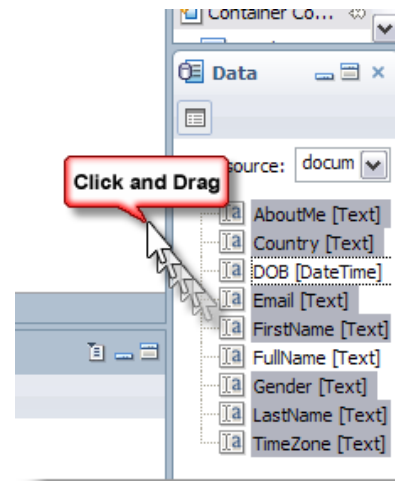 Container Co...
Data
source: docum
Click and Drag
AboutMe [Text]
Country [Text]
DOB [DateTime]
Email [Text]
FirstName [Text]
FullName [Text]
Gender [Text]
LastName [Text]
TimeZone [Text]